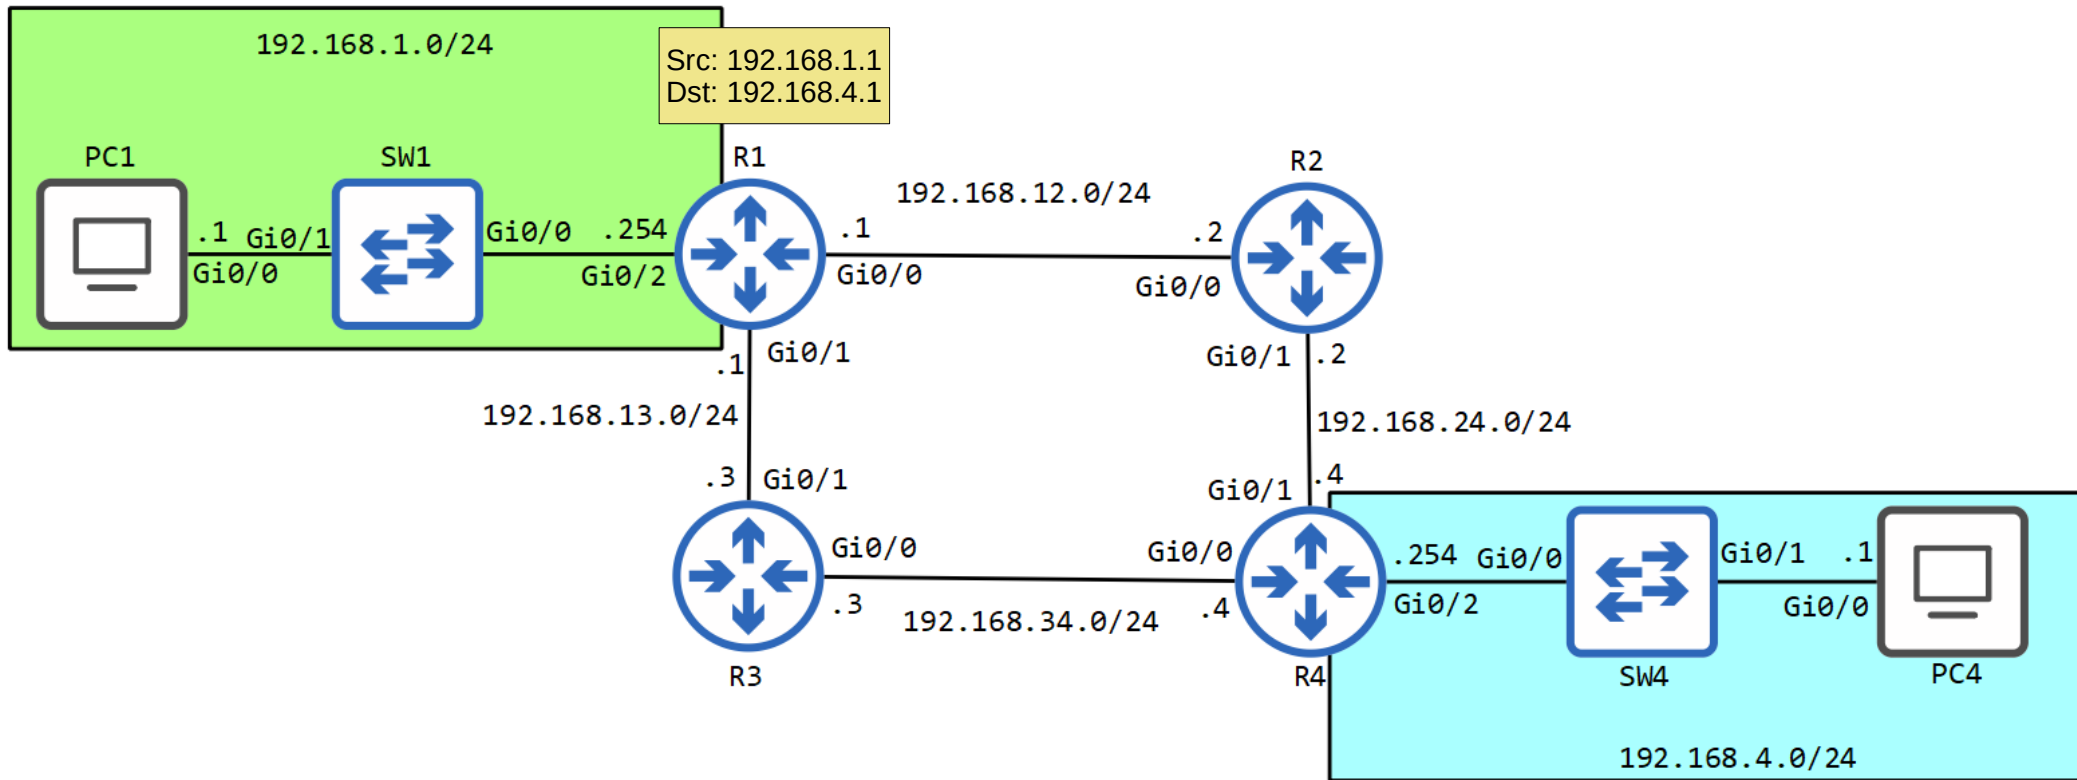 192.168.1.0/24
Src: 192.168.1.1
Dst: 192.168.4.1
PC1
SW1
R1
R2
192.168.12.0/24
.1
Gi0/1
Gi0/0
.254
.1
.2
Gi0/0
Gi0/2
Gi0/0
Gi0/0
.1
Gi0/1
Gi0/1
.2
192.168.13.0/24
192.168.24.0/24
.3
Gi0/1
Gi0/1
.4
Gi0/0
Gi0/0
.254
Gi0/0
Gi0/1
.1
.3
192.168.34.0/24
.4
Gi0/2
Gi0/0
R3
R4
SW4
PC4
192.168.4.0/24